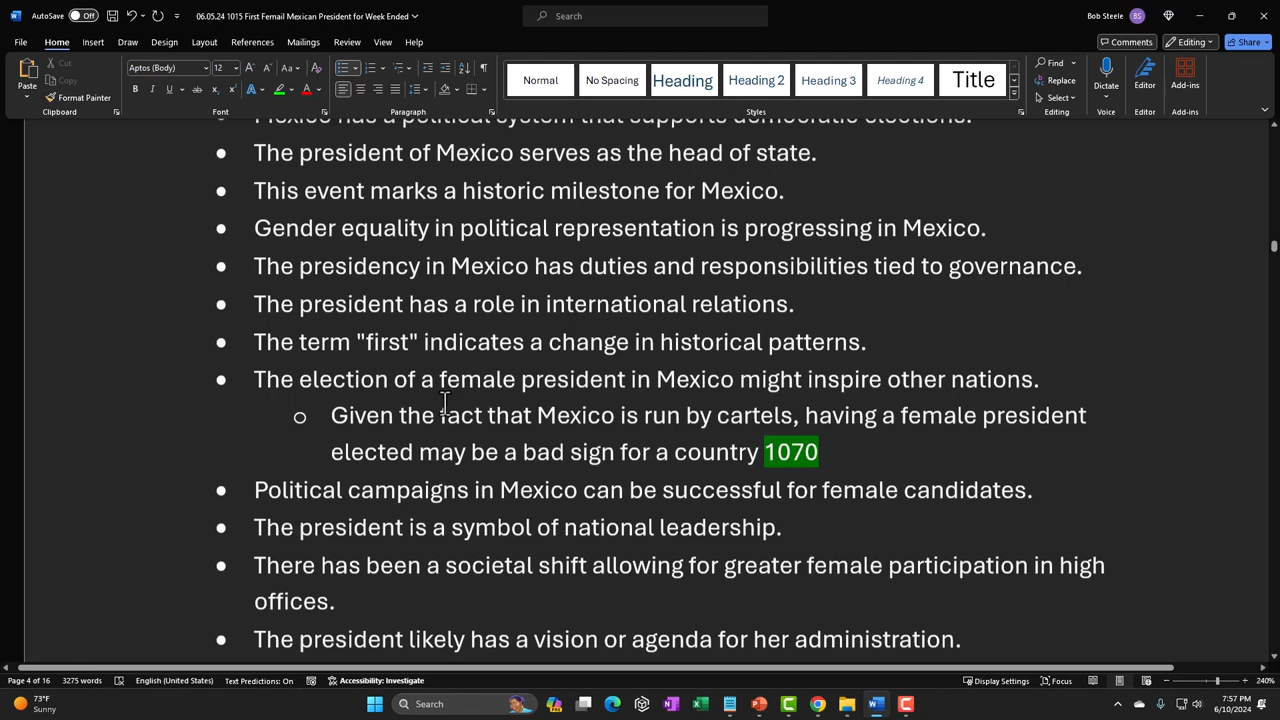 AutoSave Off 06.05.24 1015 First Femail Mexican President for Week Ended Search Bob Steele BS
File Home Insert Draw Design Layout References Mailings Review View Help Comments Editing Share
Paste Cut Copy Format Painter
Aptos (Body) 12
Normal No Spacing Heading Heading 2 Heading 3 Heading 4 Title
Find Replace Select Dictate Editor Add-ins
Clipboard Font Paragraph Styles Editing Voice Editor Add-ins
Mexico has a political system that supports democratic elections.
• The president of Mexico serves as the head of state.
• This event marks a historic milestone for Mexico.
• Gender equality in political representation is progressing in Mexico.
• The presidency in Mexico has duties and responsibilities tied to governance.
• The president has a role in international relations.
• The term "first" indicates a change in historical patterns.
• The election of a female president in Mexico might inspire other nations.
o Given the fact that Mexico is run by cartels, having a female president
elected may be a bad sign for a country 1070
• Political campaigns in Mexico can be successful for female candidates.
• The president is a symbol of national leadership.
• There has been a societal shift allowing for greater female participation in high
offices.
• The president likely has a vision or agenda for her administration.
Page 4 of 16 3275 words English (United States) Text Predictions: On Accessibility: Investigate Display Settings Focus 240%
73°F
Sunny
Search
7:57 PM
6/10/2024